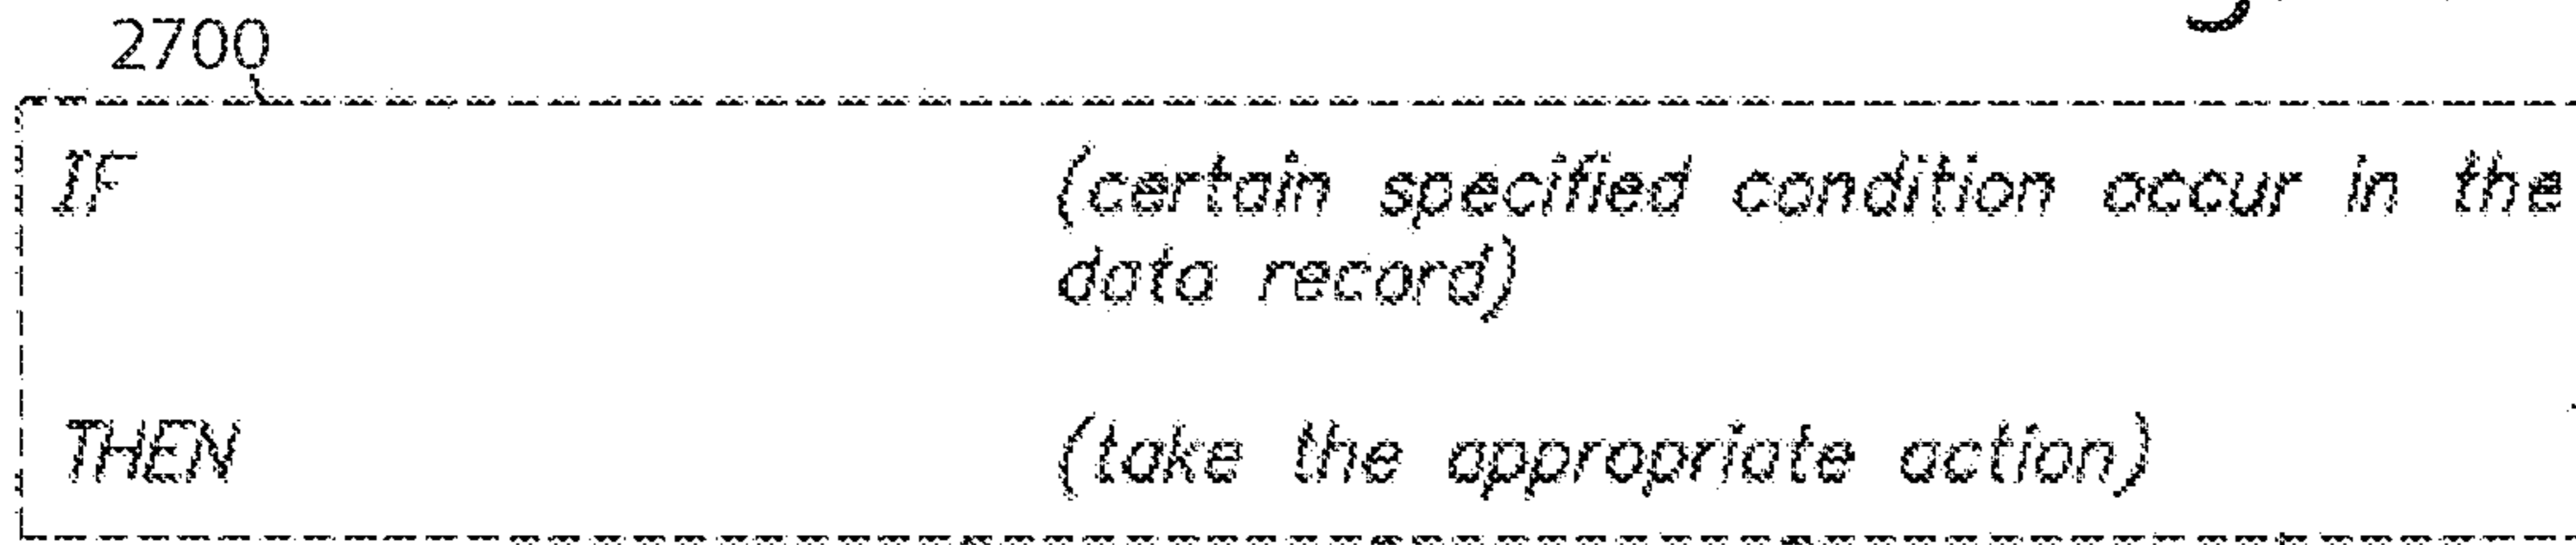 2700
IF (certain specified condition occur in the
data record)
THEN (take the appropriate action)